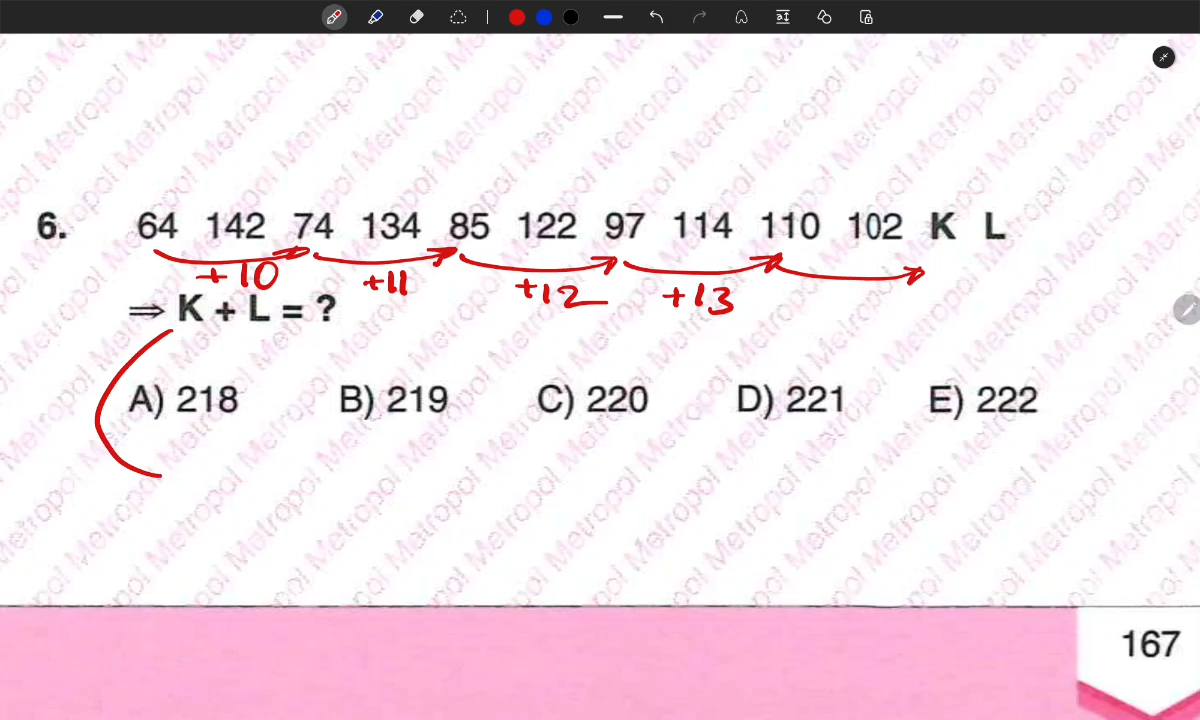 6. 64 142 74 134 85 122 97 114 110 102 K L
+10 +11 +12 +13
⇒ K + L = ?
A) 218 B) 219 C) 220 D) 221 E) 222
167
Metropol